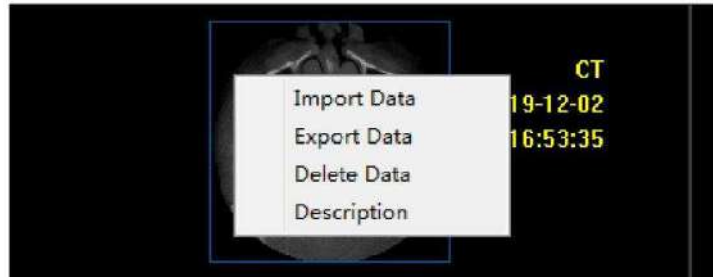 CT
19-12-02
16:53:35
Import Data
Export Data
Delete Data
Description